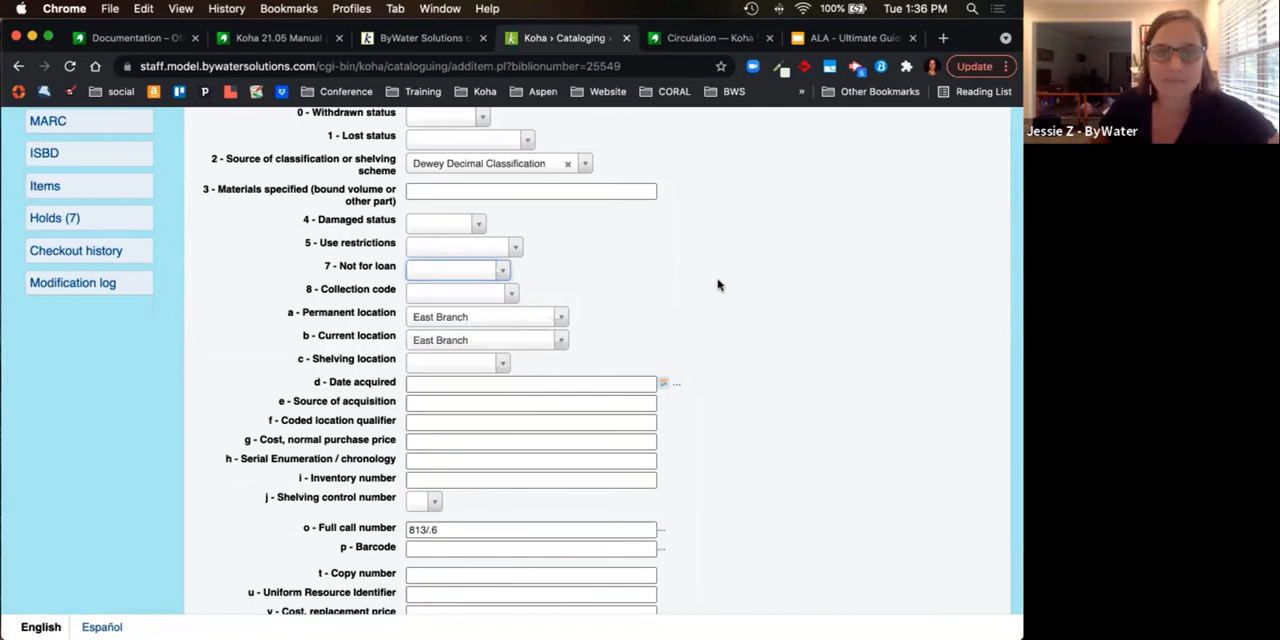 Chrome File Edit View History Bookmarks Profiles Tab Window Help 100% Tue 1:36 PM
Documentation – Of Koha 21.05 Manual ByWater Solutions Koha › Cataloging › Circulation — Koha ALA - Ultimate Guid
staff.model.bywatersolutions.com/cgi-bin/koha/cataloguing/additem.pl?biblionumber=25549 Update
social Conference Training Koha Aspen Website CORAL BWS » Other Bookmarks Reading List
MARC
ISBD
Items
Holds (7)
Checkout history
Modification log
0 - Withdrawn status
1 - Lost status
2 - Source of classification or shelving
scheme
Dewey Decimal Classification
3 - Materials specified (bound volume or
other part)
4 - Damaged status
5 - Use restrictions
7 - Not for loan
8 - Collection code
a - Permanent location East Branch
b - Current location East Branch
c - Shelving location
d - Date acquired ...
e - Source of acquisition
f - Coded location qualifier
g - Cost, normal purchase price
h - Serial Enumeration / chronology
i - Inventory number
j - Shelving control number
o - Full call number 813/.6 ...
p - Barcode ...
t - Copy number
u - Uniform Resource Identifier
v - Cost, replacement price
English Español
Jessie Z - ByWater